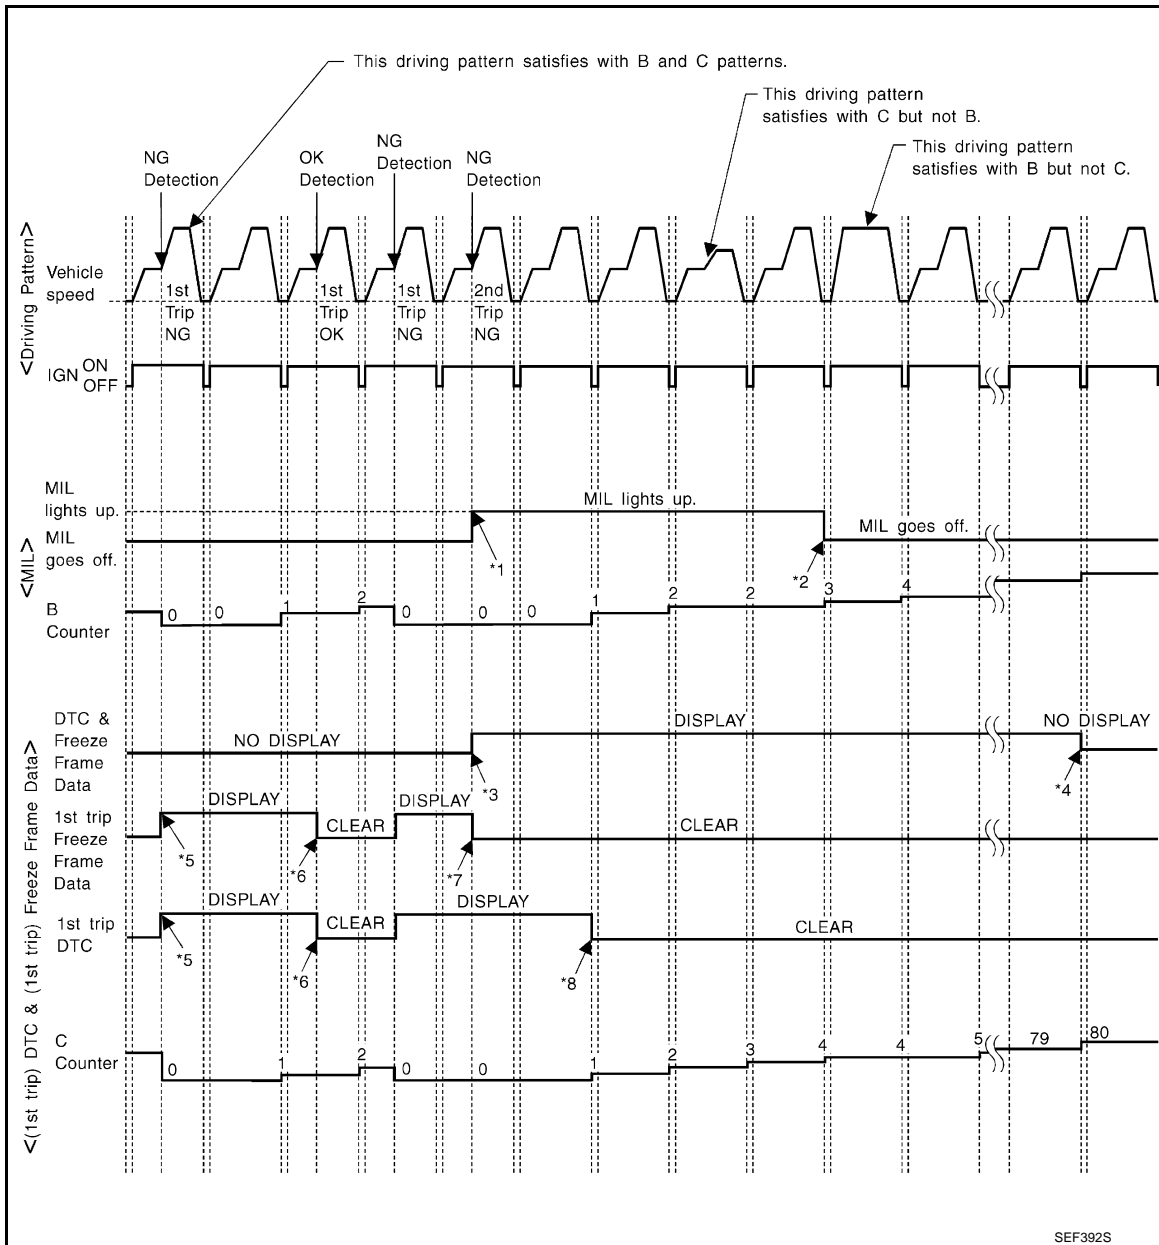 This driving pattern satisfies with B and C patterns.
This driving pattern
satisfies with C but not B.
This driving pattern
satisfies with B but not C.
NG
Detection
OK
Detection
NG
Detection
NG
Detection
<Driving Pattern>
Vehicle
speed
1st
Trip
NG
1st
Trip
OK
1st
Trip
NG
2nd
Trip
NG
IGN ON
OFF
<MIL>
MIL
lights up.
MIL lights up.
MIL
goes off.
MIL goes off.
*1
*2
B
Counter
0 0 1 2 0 0 0 1 2 2 3 4
<(1st trip) DTC & (1st trip) Freeze Frame Data>
DTC &
Freeze
Frame
Data
NO DISPLAY
DISPLAY
NO DISPLAY
*3
*4
1st trip
Freeze
Frame
Data
DISPLAY
CLEAR
DISPLAY
CLEAR
*5
*6
*7
1st trip
DTC
DISPLAY
CLEAR
DISPLAY
CLEAR
*5
*6
*8
C
Counter
0 1 2 0 0 1 2 3 4 4 5 79 80
SEF392S